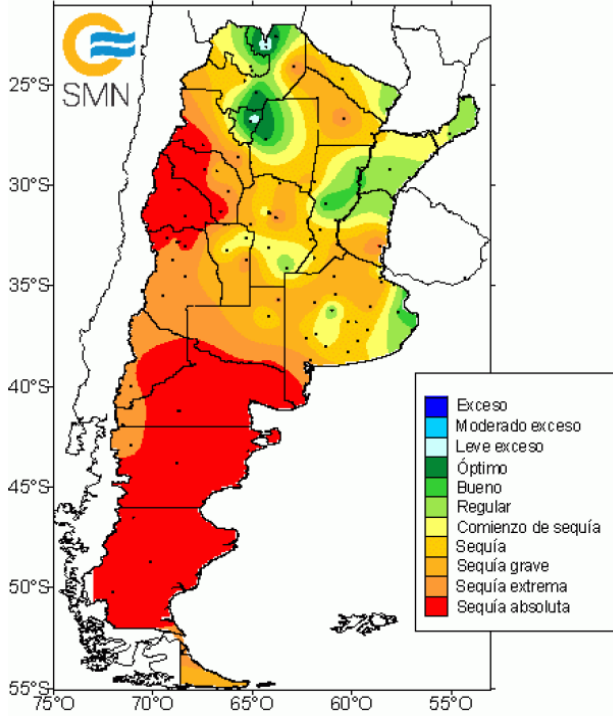 SMN
25°S
30°S
35°S
40°S
45°S
50°S
55°S
75°O
70°O
65°O
60°O
55°O
Exceso
Moderado exceso
Leve exceso
Óptimo
Bueno
Regular
Comienzo de sequía
Sequía
Sequía grave
Sequía extrema
Sequía absoluta